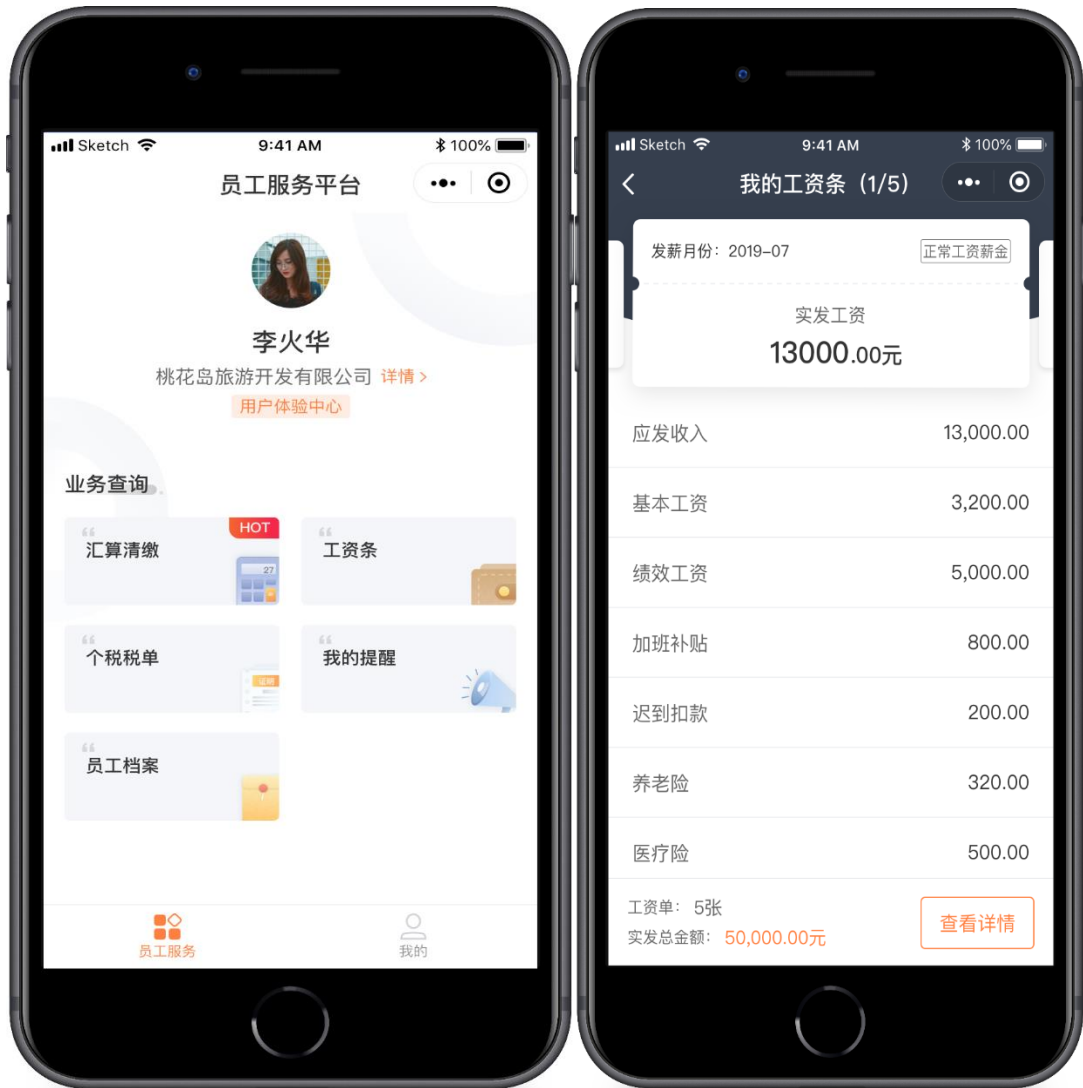 Sketch 9:41 AM 100%
员工服务平台
李火华
桃花岛旅游开发有限公司 详情 >
用户体验中心
业务查询
HOT
汇算清缴
27
工资条
个税税单
证明
我的提醒
员工档案
员工服务 我的
Sketch 9:41 AM 100%
我的工资条（1/5）
发薪月份：2019-07 正常工资薪金
实发工资
13000.00元
应发收入 13,000.00
基本工资 3,200.00
绩效工资 5,000.00
加班补贴 800.00
迟到扣款 200.00
养老险 320.00
医疗险 500.00
工资单： 5张
实发总金额： 50,000.00元
查看详情